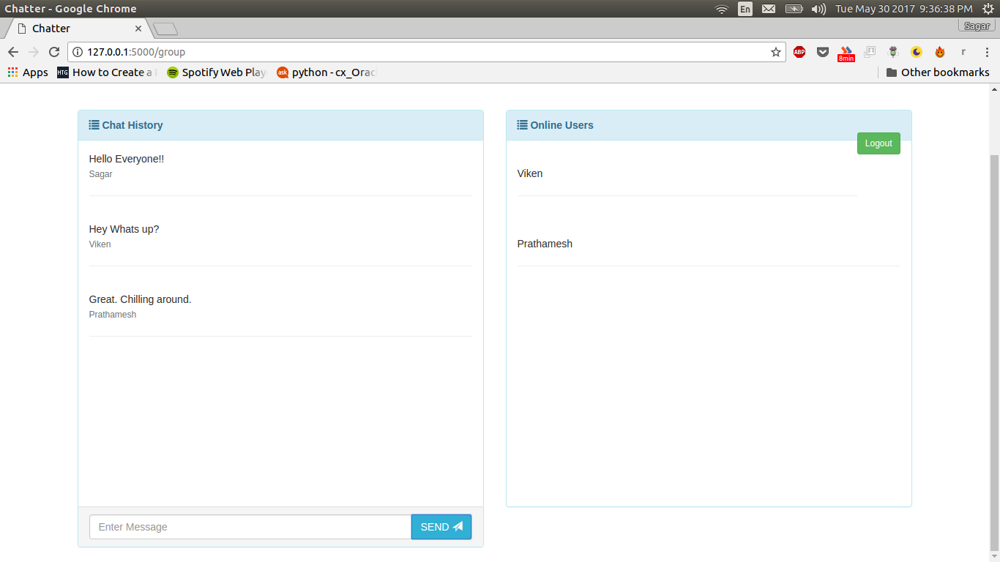 Chatter - Google Chrome
En
Tue May 30 2017 9:36:38 PM
Chatter
Sagar
127.0.0.1:5000/group
ABP
8min
r
Apps
HTG
How to Create a
Spotify Web Play
ask
python - cx_Orac
Other bookmarks
Chat History
Hello Everyone!!
Sagar
Hey Whats up?
Viken
Great. Chilling around.
Prathamesh
Enter Message
SEND
Online Users
Logout
Viken
Prathamesh